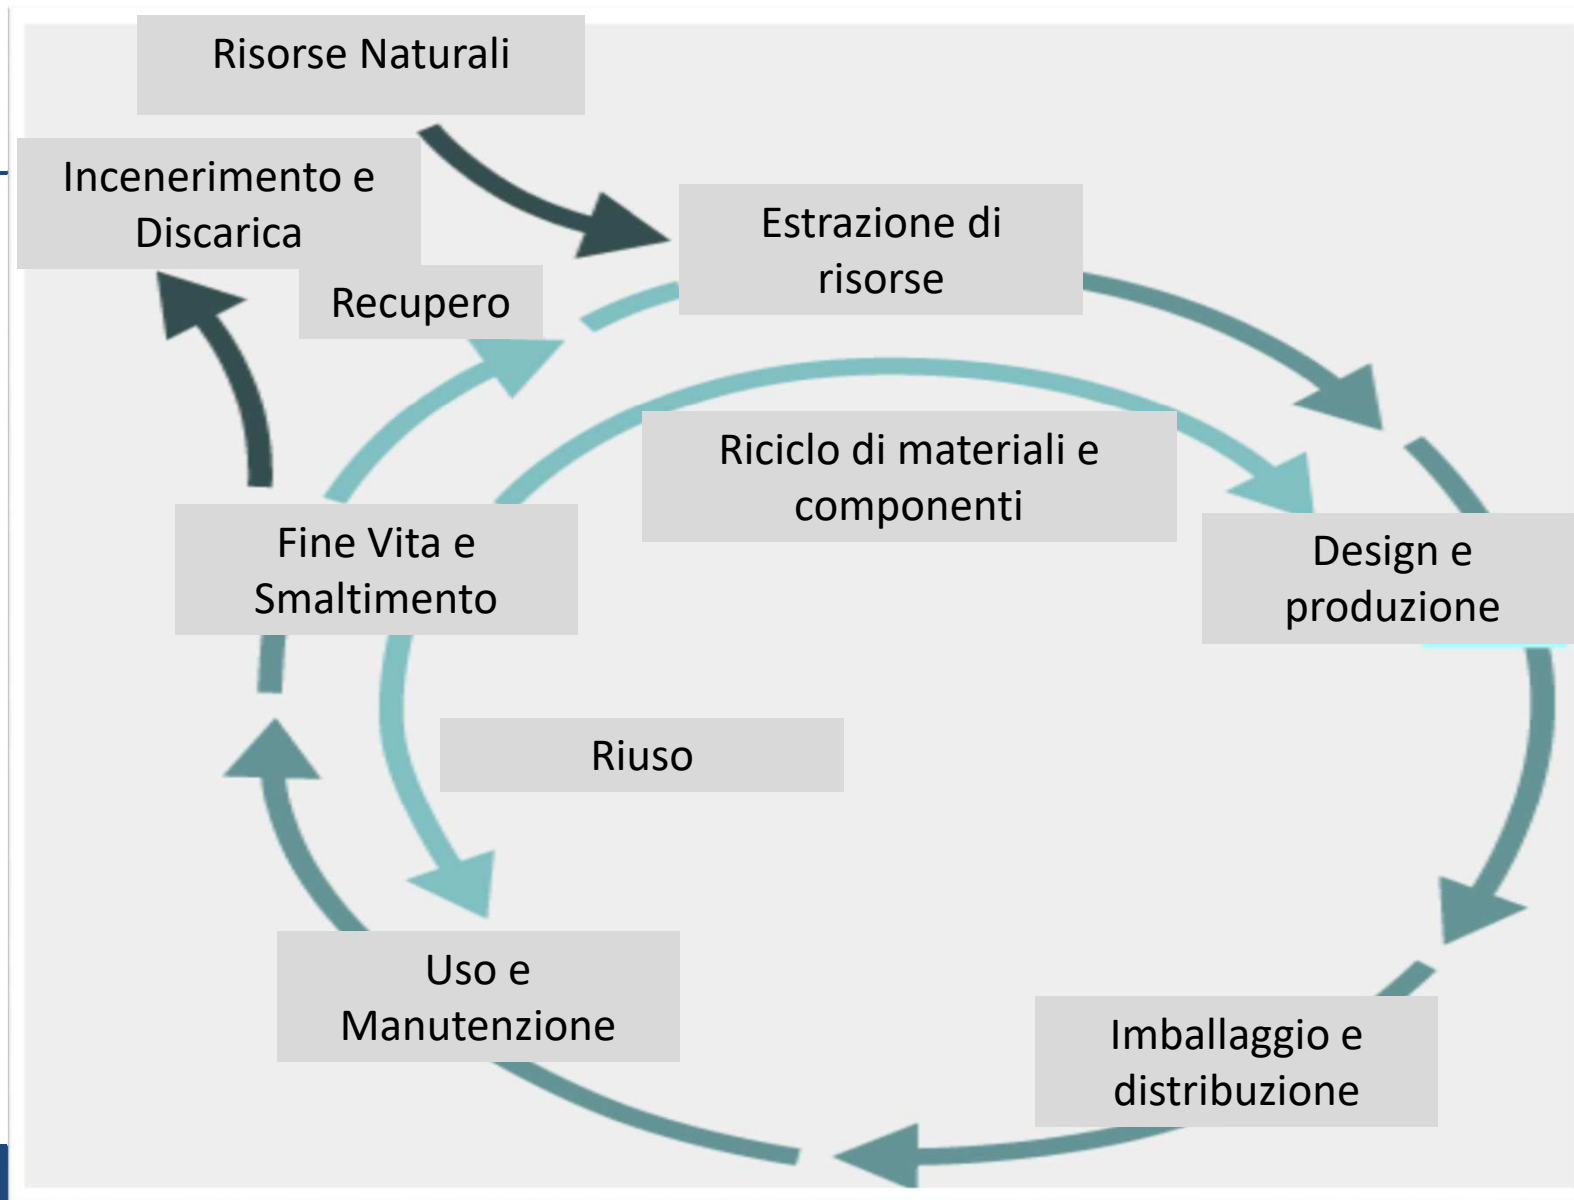 Risorse Naturali
Incenerimento e
Discarica
Estrazione di
risorse
Recupero
Riciclo di materiali e
componenti
Fine Vita e
Smaltimento
Design e
produzione
Riuso
Uso e
Manutenzione
Imballaggio e
distribuzione